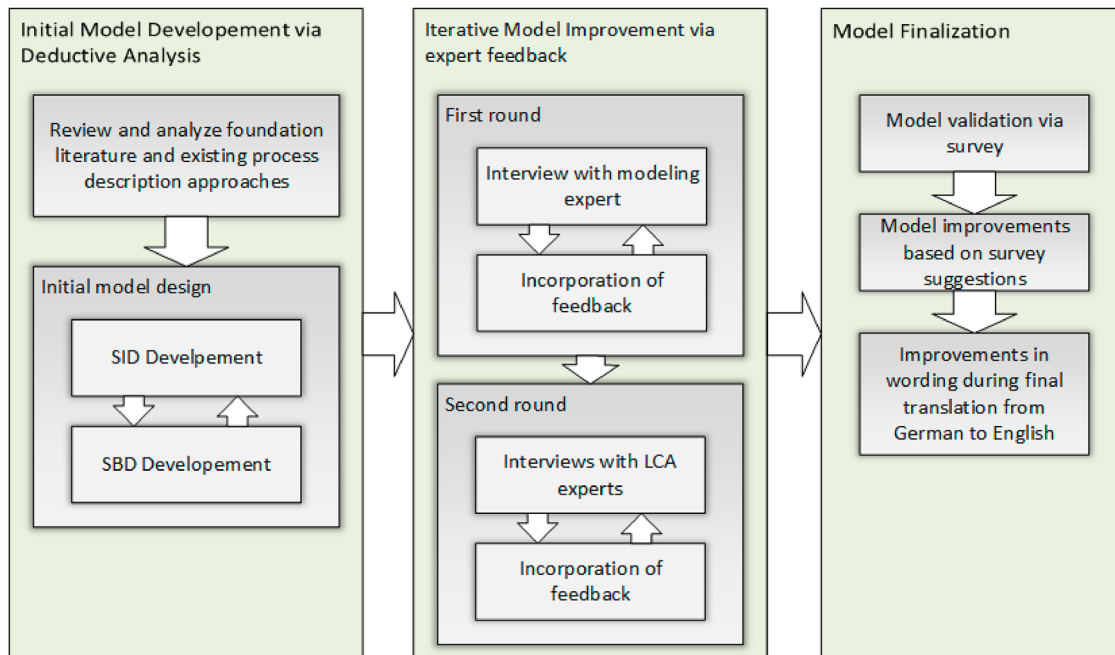 Initial Model Developement via
Deductive Analysis
Review and analyze foundation
literature and existing process
description approaches
Initial model design
SID Develpement
SBD Developement
Iterative Model Improvement via
expert feedback
First round
Interview with modeling
expert
Incorporation of
feedback
Second round
Interviews with LCA
experts
Incorporation of
feedback
Model Finalization
Model validation via
survey
Model improvements
based on survey
suggestions
Improvements in
wording during final
translation from
German to English